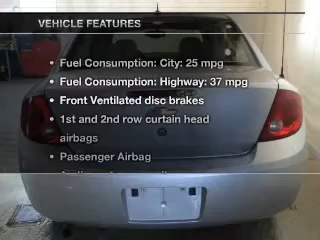 VEHICLE FEATURES
• Fuel Consumption: City: 25 mpg
• Fuel Consumption: Highway: 37 mpg
• Front Ventilated disc brakes
• 1st and 2nd row curtain head
airbags
• Passenger Airbag